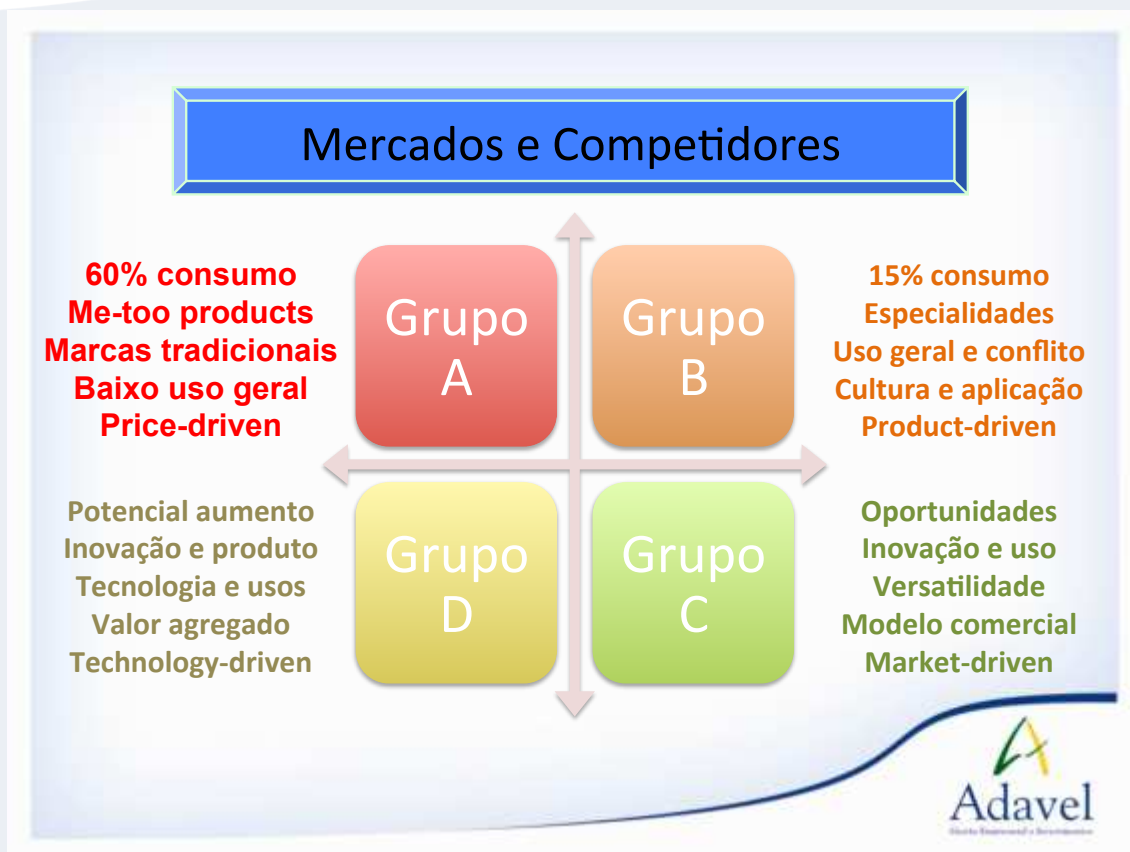 Mercados e Competidores
60% consumo
Me-too products
Marcas tradicionais
Baixo uso geral
Price-driven
Grupo
A
Grupo
B
15% consumo
Especialidades
Uso geral e conflito
Cultura e aplicação
Product-driven
Potencial aumento
Inovação e produto
Tecnologia e usos
Valor agregado
Technology-driven
Grupo
D
Grupo
C
Oportunidades
Inovação e uso
Versatilidade
Modelo comercial
Market-driven
Adavel